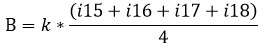 B = k * (i15 + i16 + i17 + i18) / 4